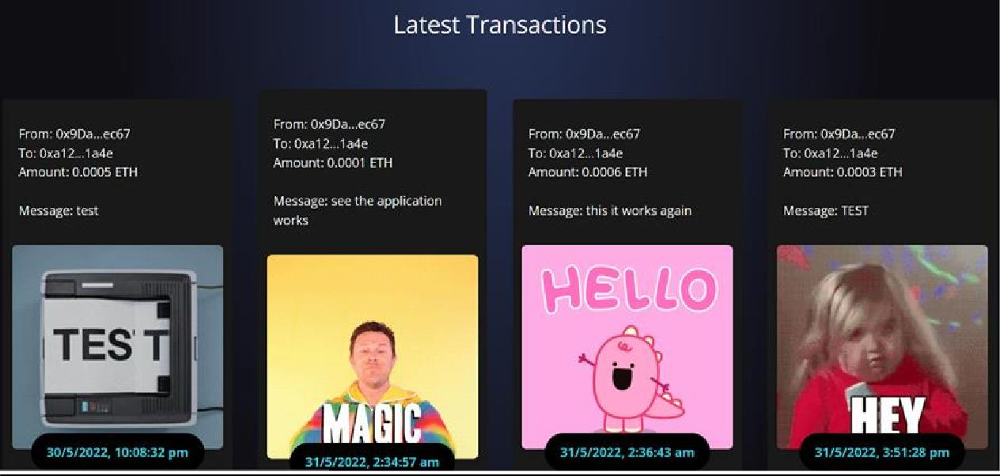 Latest Transactions
From: 0x9Da...ec67
To: 0xa12...1a4e
Amount: 0.0005 ETH
Message: test
TEST
30/5/2022, 10:08:32 pm
From: 0x9Da...ec67
To: 0xa12...1a4e
Amount: 0.0001 ETH
Message: see the application
works
MAGIC
31/5/2022, 2:34:57 am
From: 0x9Da...ec67
To: 0xa12...1a4e
Amount: 0.0006 ETH
Message: this it works again
HELLO
31/5/2022, 2:36:43 am
From: 0x9Da...ec67
To: 0xa12...1a4e
Amount: 0.0003 ETH
Message: TEST
HEY
31/5/2022, 3:51:28 pm